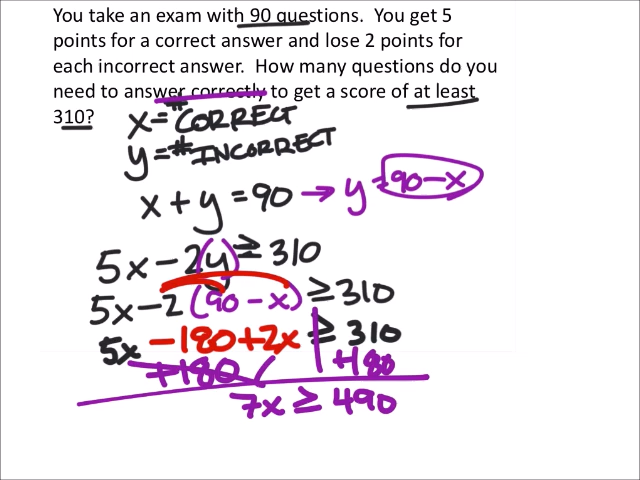 You take an exam with 90 questions. You get 5
points for a correct answer and lose 2 points for
each incorrect answer. How many questions do you
need to answer correctly to get a score of at least
310?
x = # CORRECT
y = # INCORRECT
x + y = 90 → y = 90 - x
5x - 2(y) ≥ 310
5x - 2(90 - x) ≥ 310
5x - 180 + 2x ≥ 310
+180 +180
7x ≥ 490